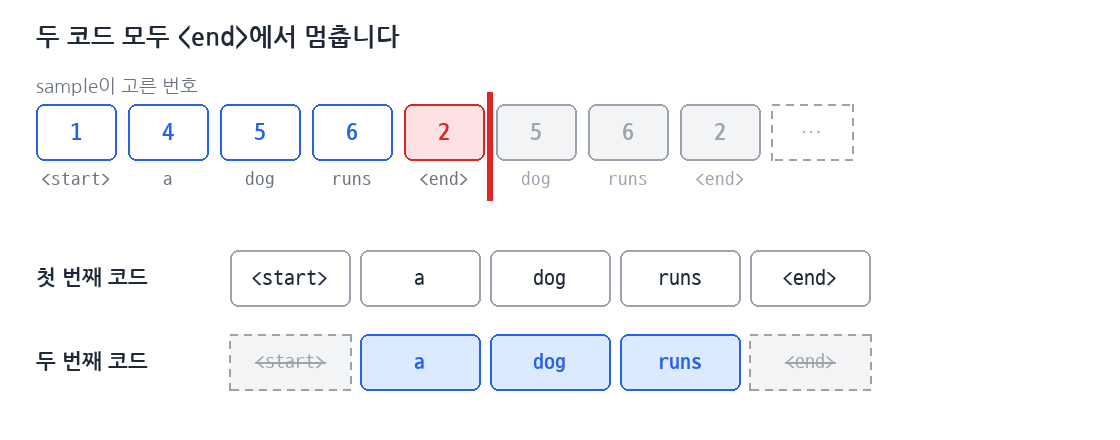 두 코드 모두 <end>에서 멈춥니다
sample이 고른 번호
1 4 5 6 2 5 6 2 ...
<start> a dog runs <end> dog runs <end>
첫 번째 코드 <start> a dog runs <end>
두 번째 코드 <start> a dog runs <end>